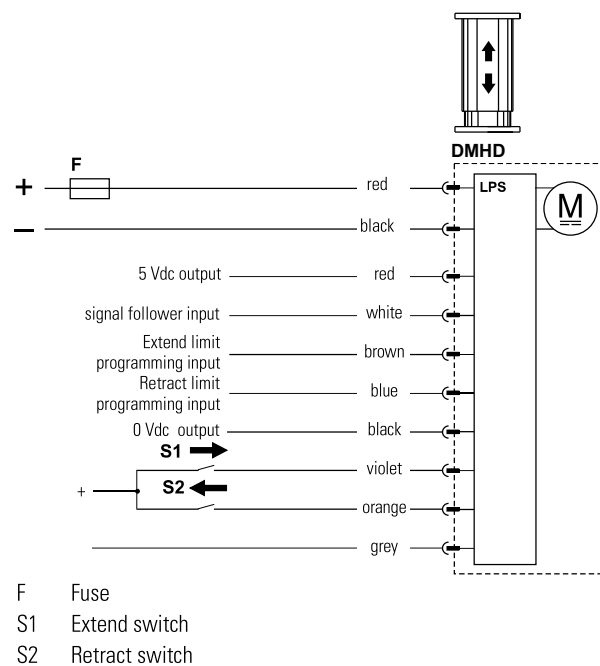 DMHD
F
+ red LPS
M
− black
5 Vdc output red
signal follower input white
Extend limit
programming input brown
Retract limit
programming input blue
0 Vdc output black
S1
violet
S2
+
orange
grey
F Fuse
S1 Extend switch
S2 Retract switch